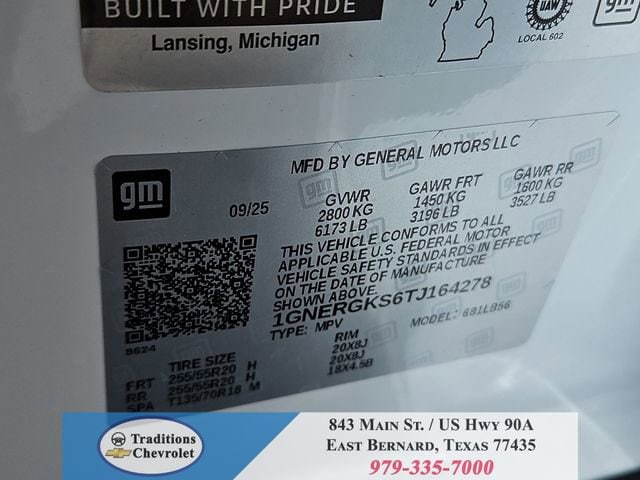 BUILT WITH PRIDE
Lansing, Michigan
UAW
LOCAL 602
gm
MFD BY GENERAL MOTORS LLC
gm
09/25
GVWR GAWR FRT GAWR RR
2800 KG 1450 KG 1600 KG
6173 LB 3196 LB 3527 LB
THIS VEHICLE CONFORMS TO ALL
APPLICABLE U.S. FEDERAL MOTOR
VEHICLE SAFETY STANDARDS IN EFFECT
ON THE DATE OF MANUFACTURE
SHOWN ABOVE.
1GNERGKS6TJ164278
TYPE: MPV MODEL: 681LB56
8624
TIRE SIZE RIM
FRT 255/55R20 H 20X8J
RR 255/55R20 H 20X8J
SPA T135/70R18 M 18X4.5B
Traditions
Chevrolet
843 Main St. / US Hwy 90A
East Bernard, Texas 77435
979-335-7000